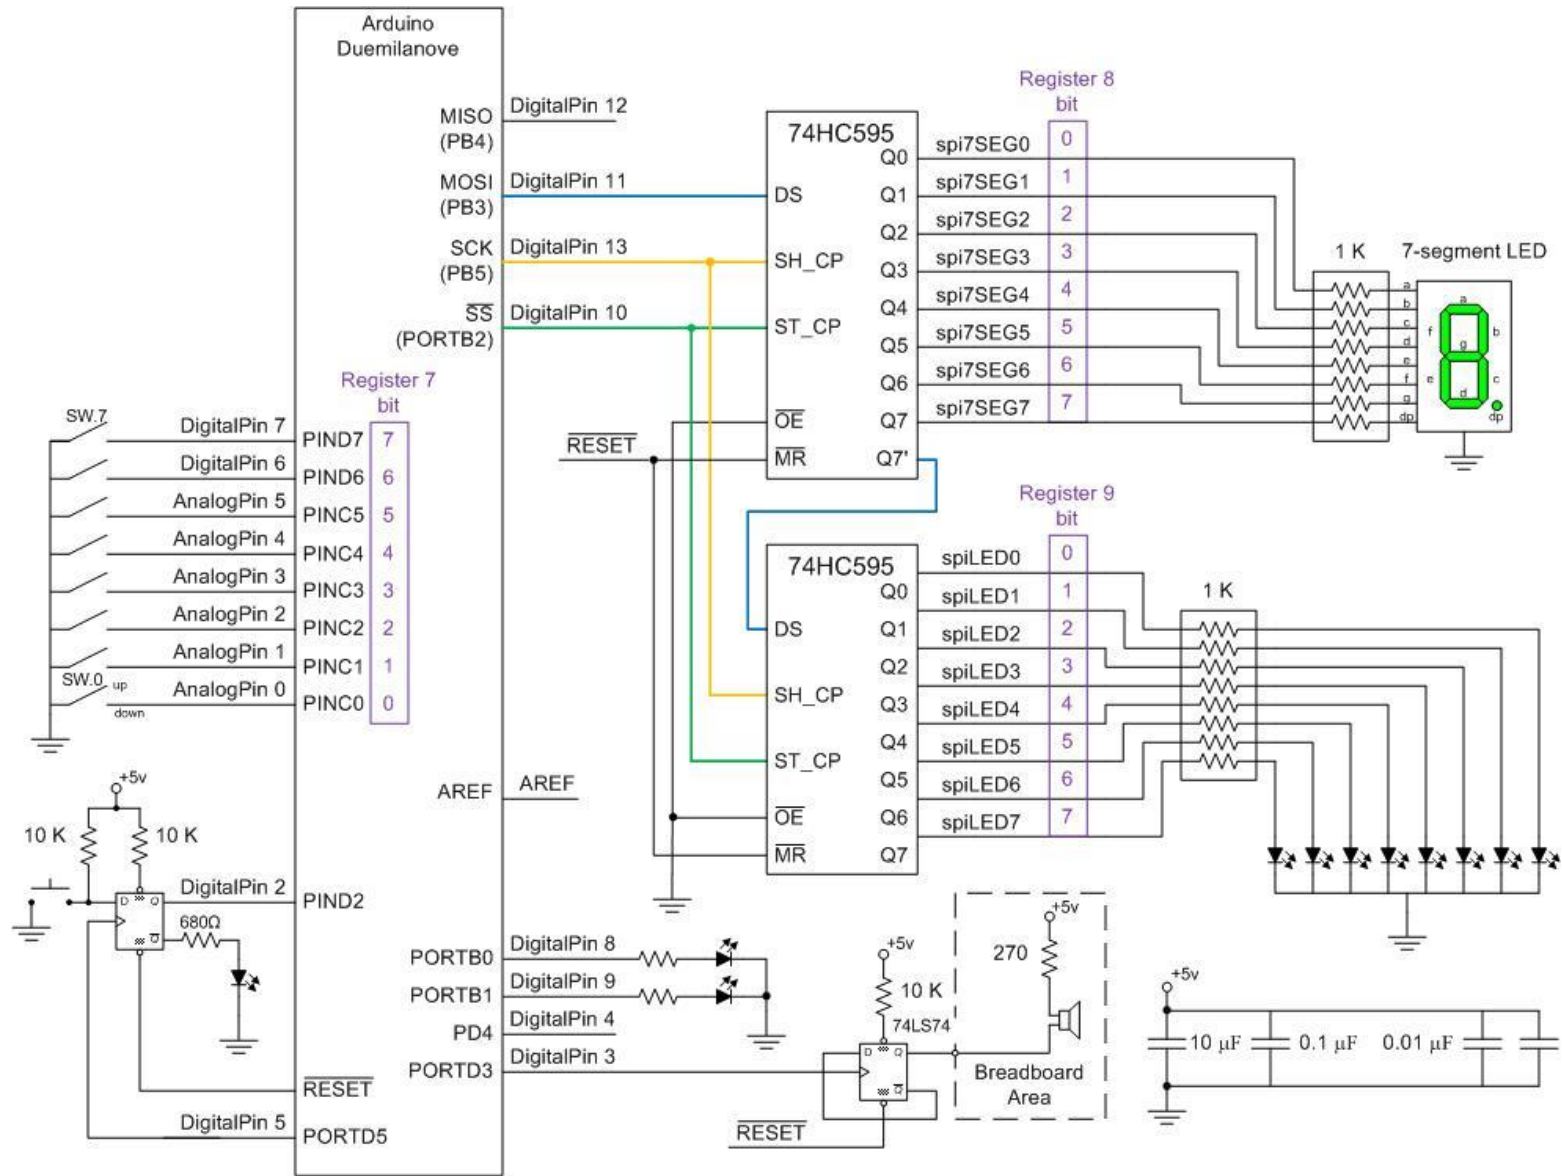 Arduino
Duemilanove
MISO
(PB4)
DigitalPin 12
MOSI
(PB3)
DigitalPin 11
SCK
(PB5)
DigitalPin 13
SS
(PORTB2)
DigitalPin 10
Register 7
bit
SW.7
DigitalPin 7 PIND7 7
DigitalPin 6 PIND6 6
AnalogPin 5 PINC5 5
AnalogPin 4 PINC4 4
AnalogPin 3 PINC3 3
AnalogPin 2 PINC2 2
AnalogPin 1 PINC1 1
SW.0 up
down
AnalogPin 0 PINC0 0
AREF AREF
+5v
10 K 10 K
DigitalPin 2 PIND2
D Q
Q
680Ω
RESET
DigitalPin 5 PORTD5
PORTB0 DigitalPin 8
PORTB1 DigitalPin 9
PD4 DigitalPin 4
PORTD3 DigitalPin 3
74HC595
DS
SH_CP
ST_CP
OE
RESET
MR
Q0
Q1
Q2
Q3
Q4
Q5
Q6
Q7
Q7'
Register 8
bit
spi7SEG0 0
spi7SEG1 1
spi7SEG2 2
spi7SEG3 3
spi7SEG4 4
spi7SEG5 5
spi7SEG6 6
spi7SEG7 7
1 K
7-segment LED
a
b
c
d
e
f
g
dp
a
f b
g
e c
d
dp
74HC595
DS
SH_CP
ST_CP
OE
MR
Q0
Q1
Q2
Q3
Q4
Q5
Q6
Q7
Register 9
bit
spiLED0 0
spiLED1 1
spiLED2 2
spiLED3 3
spiLED4 4
spiLED5 5
spiLED6 6
spiLED7 7
1 K
+5v
10 K
74LS74
D Q
Q
RESET
+5v
270
Breadboard
Area
+5v
10 µF 0.1 µF 0.01 µF